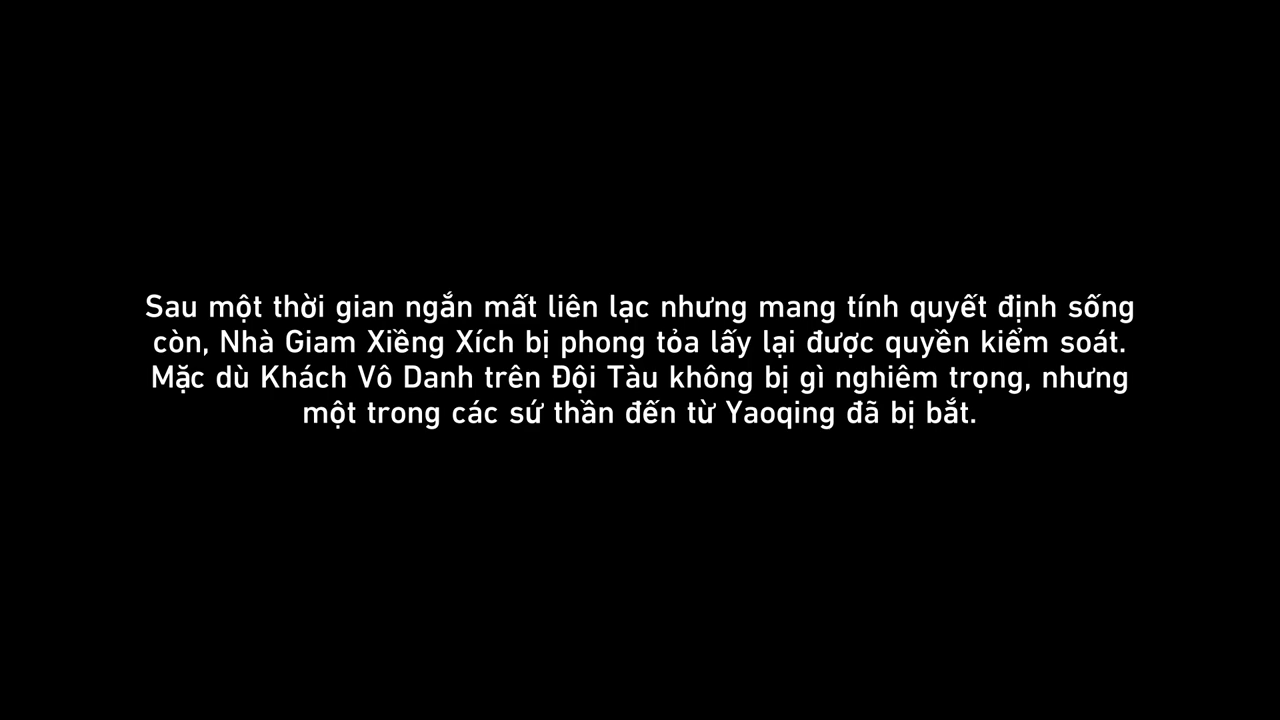 Sau một thời gian ngắn mất liên lạc nhưng mang tính quyết định sống
còn, Nhà Giam Xiềng Xích bị phong tỏa lấy lại được quyền kiểm soát.
Mặc dù Khách Vô Danh trên Đội Tàu không bị gì nghiêm trọng, nhưng
một trong các sứ thần đến từ Yaoqing đã bị bắt.